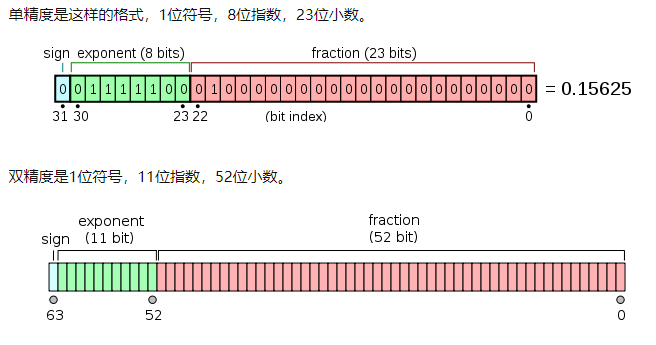 单精度是这样的格式，1位符号，8位指数，23位小数。
sign exponent (8 bits) fraction (23 bits)
0 0 1 1 1 1 1 0 0 0 1 0 0 0 0 0 0 0 0 0 0 0 0 0 0 0 0 0 0 0 0 0 = 0.15625
31 30 23 22 (bit index) 0
双精度是1位符号，11位指数，52位小数。
sign exponent (11 bit) fraction (52 bit)
63 52 0